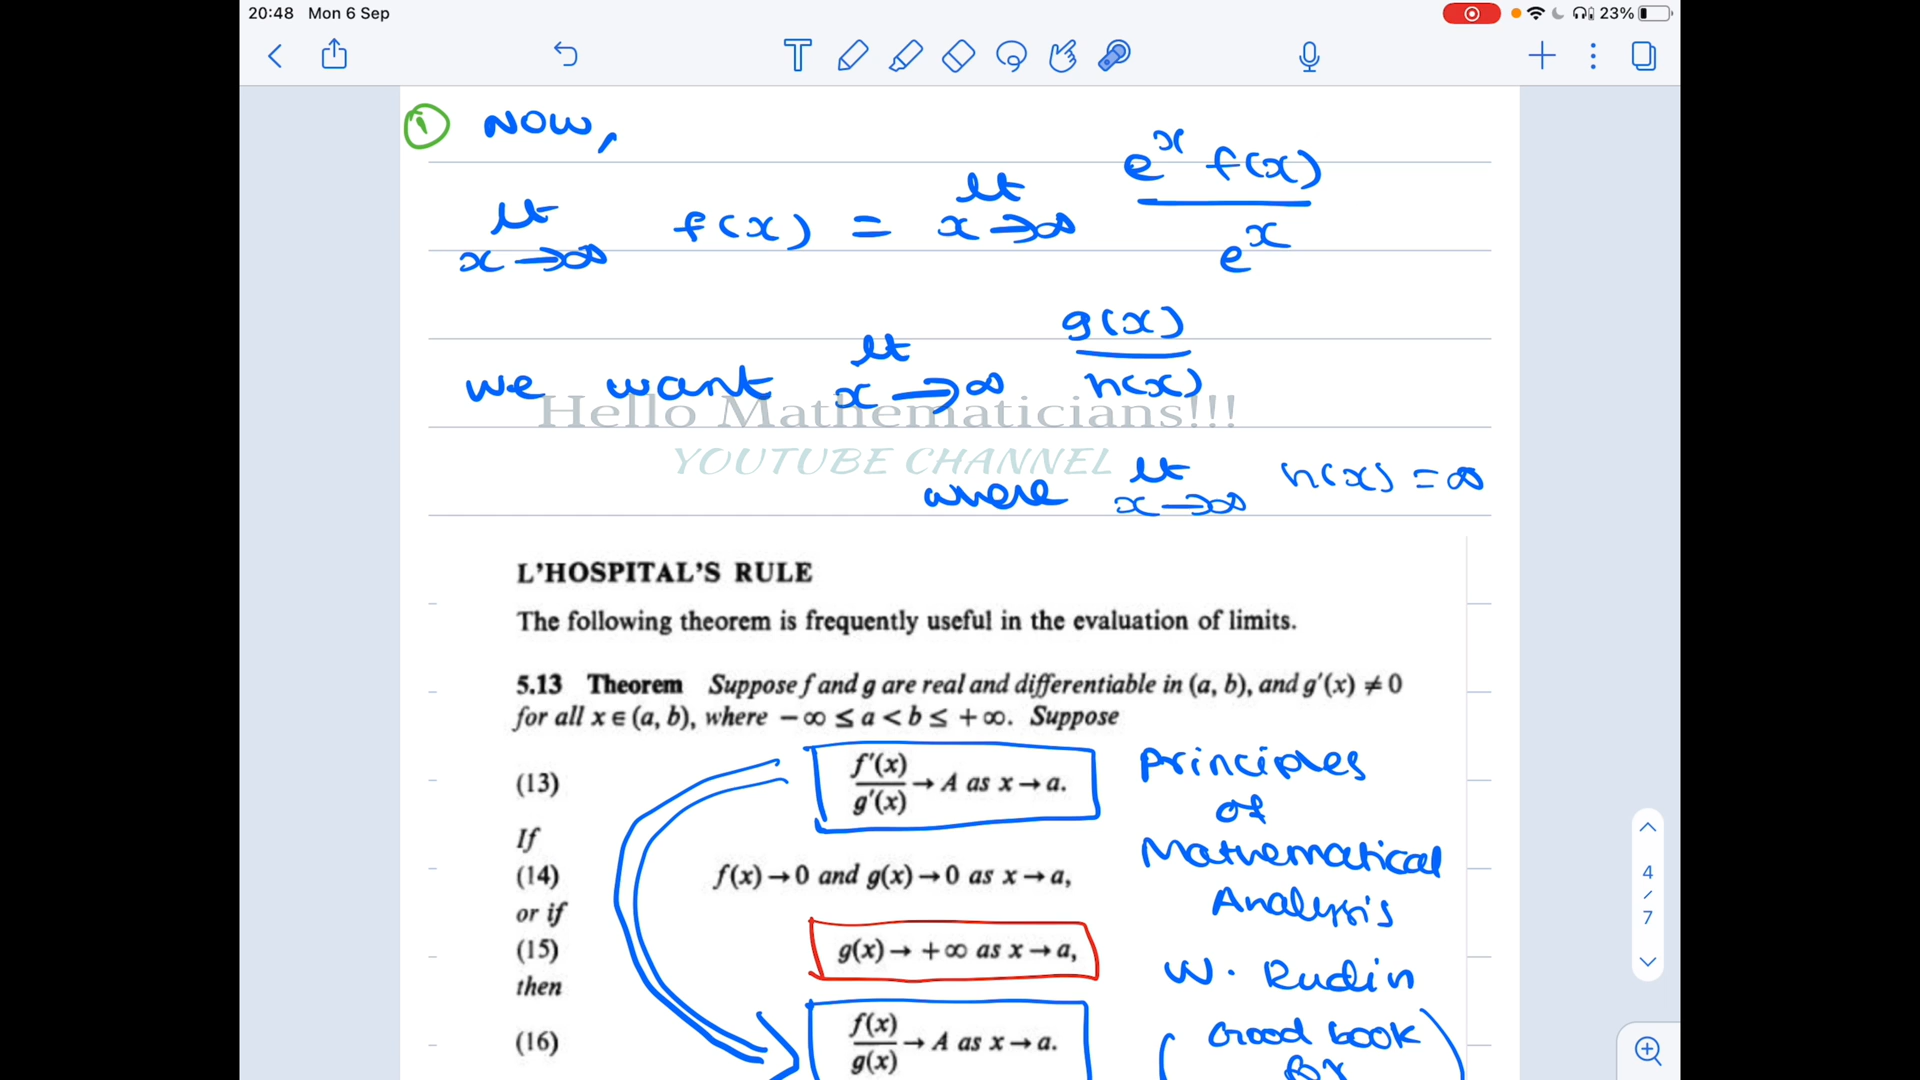 20:48 Mon 6 Sep
23%
① Now,
lt x→∞ f(x) = lt x→∞ e^x f(x) / e^x
we want lt x→∞ g(x) / h(x)
Hello Mathematicians!!!
YOUTUBE CHANNEL
where lt x→∞ h(x) = ∞
L'HOSPITAL'S RULE
The following theorem is frequently useful in the evaluation of limits.
5.13 Theorem Suppose f and g are real and differentiable in (a, b), and g′(x) ≠ 0
for all x ∈ (a, b), where −∞ ≤ a < b ≤ +∞. Suppose
(13) f′(x) / g′(x) → A as x → a.
If
(14) f(x) → 0 and g(x) → 0 as x → a,
or if
(15) g(x) → +∞ as x → a,
then
(16) f(x) / g(x) → A as x → a.
Principles
of
Mathematical
Analysis
W. Rudin
(Good book
for
)
4
/
7